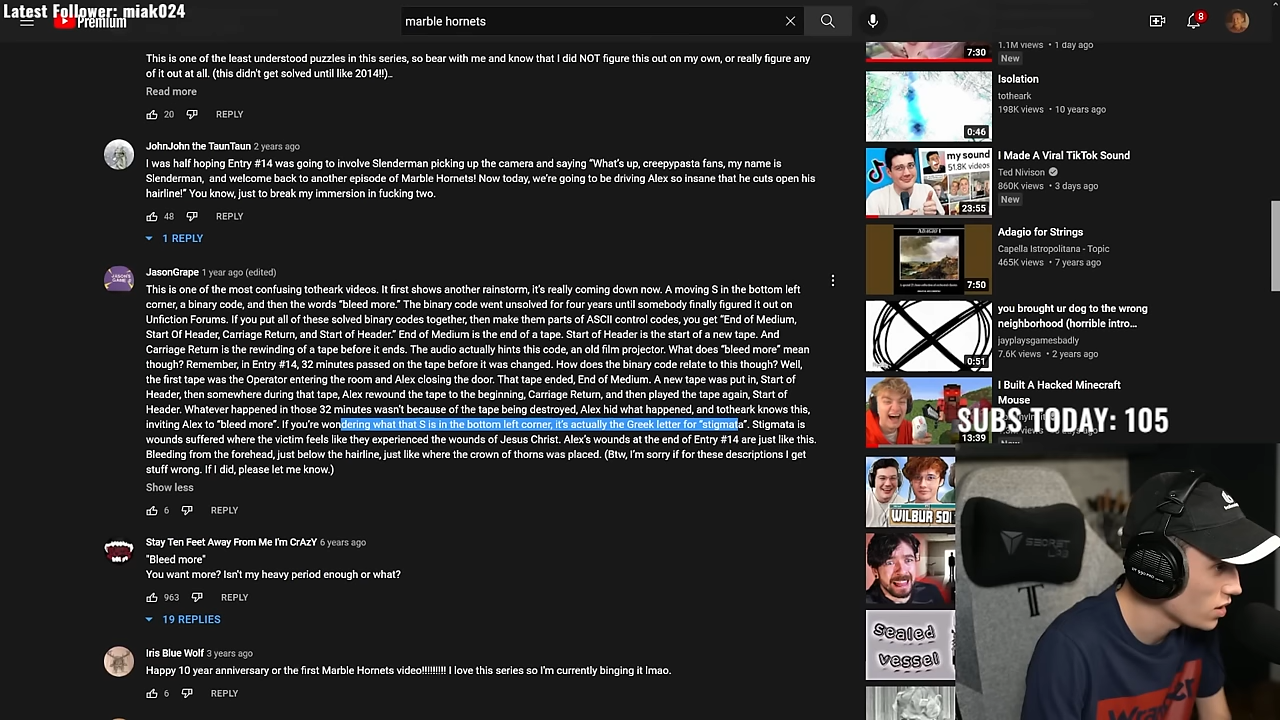 Latest Follower: miak024
Premium
marble hornets
8
This is one of the least understood puzzles in this series, so bear with me and know that I did NOT figure this out on my own, or really figure any
of it out at all. (this didn't get solved until like 2014!!)..
Read more
20
REPLY
JohnJohn the TaunTaun 2 years ago
I was half hoping Entry #14 was going to involve Slenderman picking up the camera and saying “What’s up, creepypasta fans, my name is
Slenderman and welcome back to another episode of Marble Hornets! Now today, we’re going to be driving Alex so insane that he cuts open his
hairline!” You know, just to break my immersion in fucking two.
48
REPLY
1 REPLY
JasonGrape 1 year ago (edited)
This is one of the most confusing totheark videos. It first shows another rainstorm, it’s really coming down now. A moving S in the bottom left
corner, a binary code, and the words “bleed more.” The binary code went unsolved for four years until somebody finally figured it out on
Unfiction Forums. If you put all of these solved binary codes together, then make them parts of ASCII control codes, you get “End of Medium,
Start Of Header, Carriage Return, and Start of Header.” End of Medium is the end of a tape. Start of Header is the start of a new tape. And
Carriage Return is the rewinding of a tape before it ends. The audio actually hints this code, an old film projector. What does “bleed more” mean
though? Remember, in Entry #14, 32 minutes passed on the tape before it was changed. How does the binary code relate to this though? Well,
the first tape was the Operator entering the room and Alex closing the door. That tape ended, End of Medium. A new tape was put in, Start of
Header, then somewhere during that tape, Alex rewound the tape to the beginning, Carriage Return, and then played the tape again, Start of
Header. Whatever happened in those 32 minutes wasn’t because of the tape being destroyed, Alex hid what happened, and totheark knows this,
inviting Alex to “bleed more”. If you’re wondering what that S is in the bottom left corner, it’s actually the Greek letter for “stigmata”. Stigmata is
wounds suffered where the victim feels like they experienced the wounds of Jesus Christ. Alex’s wounds at the end of Entry #14 are just like this.
Bleeding from the forehead, just below the hairline, just like where the crown of thorns was placed. (Btw, I’m sorry if for these descriptions I get
stuff wrong. If I did, please let me know.)
Show less
6
REPLY
Stay Ten Feet Away From Me I'm CrAzY 6 years ago
"Bleed more"
You want more? Isn't my heavy period enough or what?
963
REPLY
19 REPLIES
Iris Blue Wolf 3 years ago
Happy 10 year anniversary or the first Marble Hornets video!!!!!!!!! I love this series so I'm currently binging it lmao.
6
REPLY
7:30
1.1M views • 1 day ago
New
0:46
Isolation
totheark
198K views • 10 years ago
my sound
51.8K videos
23:55
I Made A Viral TikTok Sound
Ted Nivison
860K views • 3 days ago
New
7:50
Adagio for Strings
Capella Istropolitana - Topic
465K views • 7 years ago
0:51
you brought ur dog to the wrong
neighborhood (horrible intro…
jayplaygamesbadly
7.6K views • 2 years ago
13:39
I Built A Hacked Minecraft
Mouse
SUBS TODAY: 105
WILBUR SO
sealed
vessel
SECRET
LAB
Wra